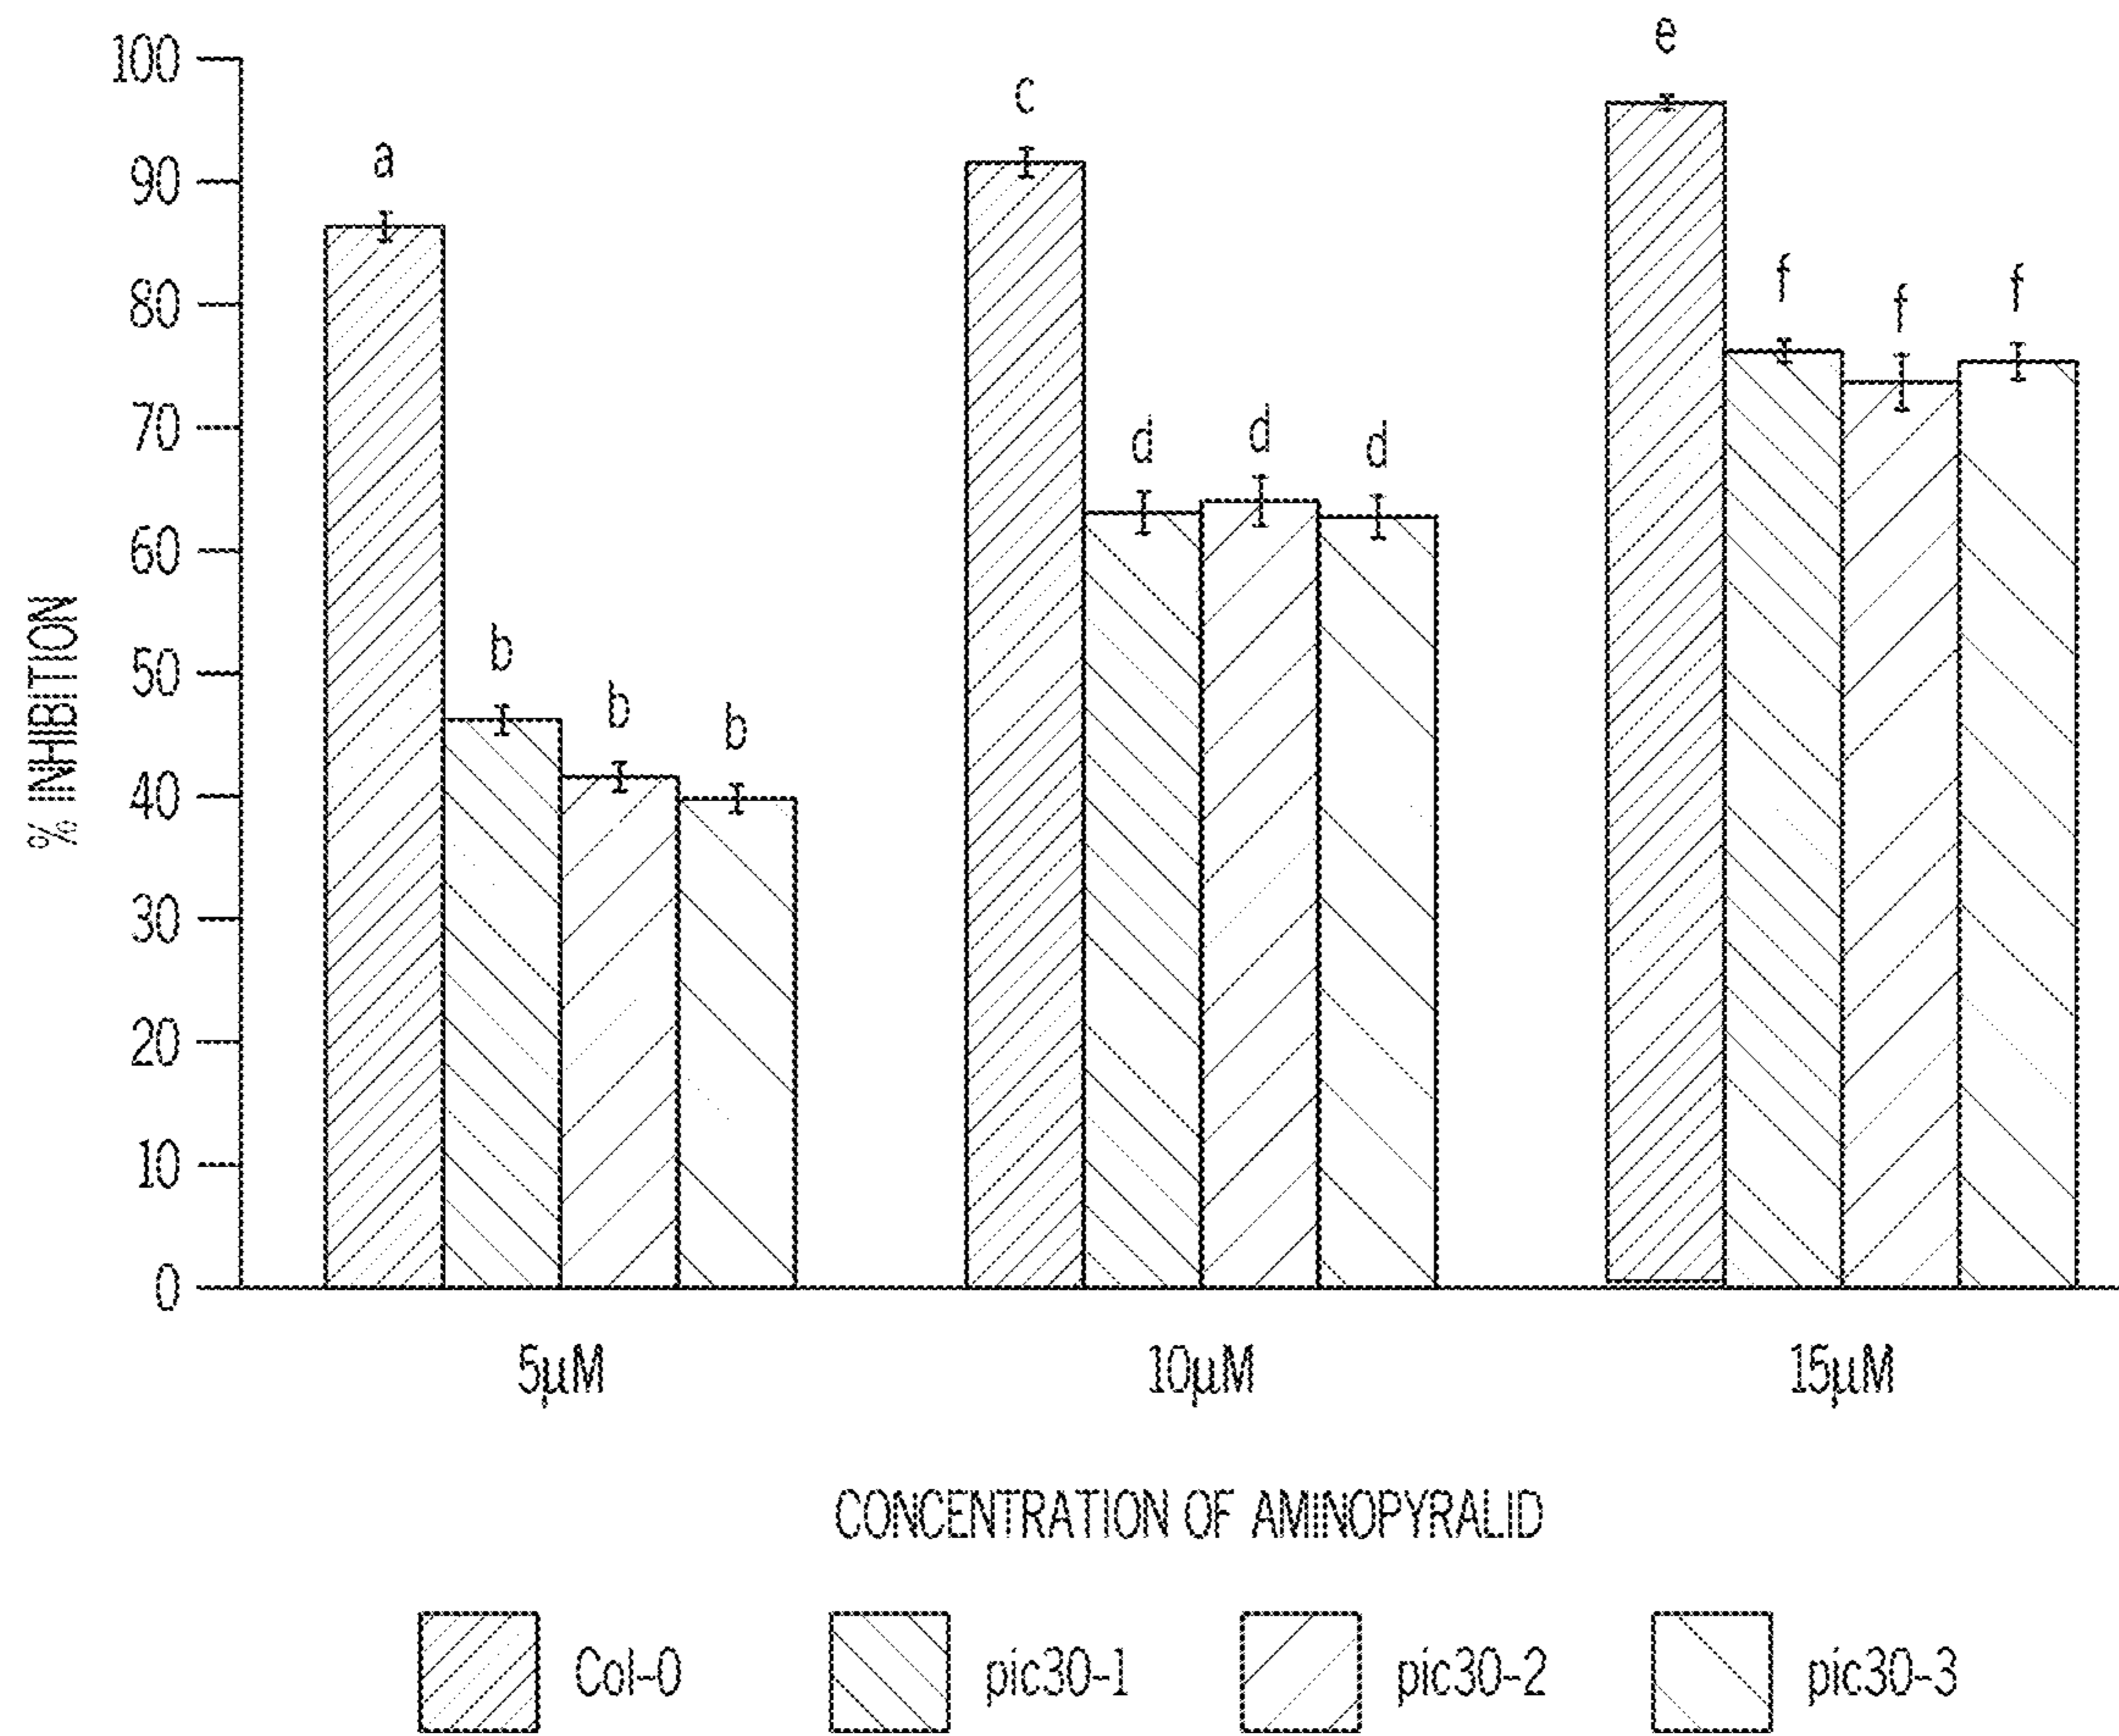 % INHIBITION
100
90
80
70
60
50
40
30
20
10
0
a
b
b
b
c
d
d
d
e
f
f
f
5µM
10µM
15µM
CONCENTRATION OF AMINOPYRALID
Col-0
pic30-1
pic30-2
pic30-3